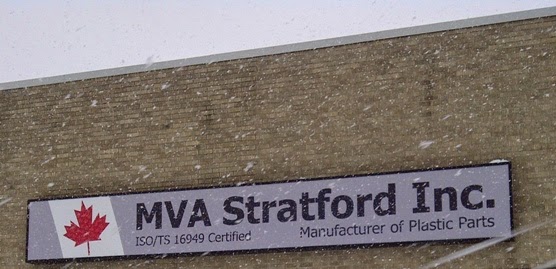 MVA Stratford Inc.
ISO/TS 16949 Certified Manufacturer of Plastic Parts